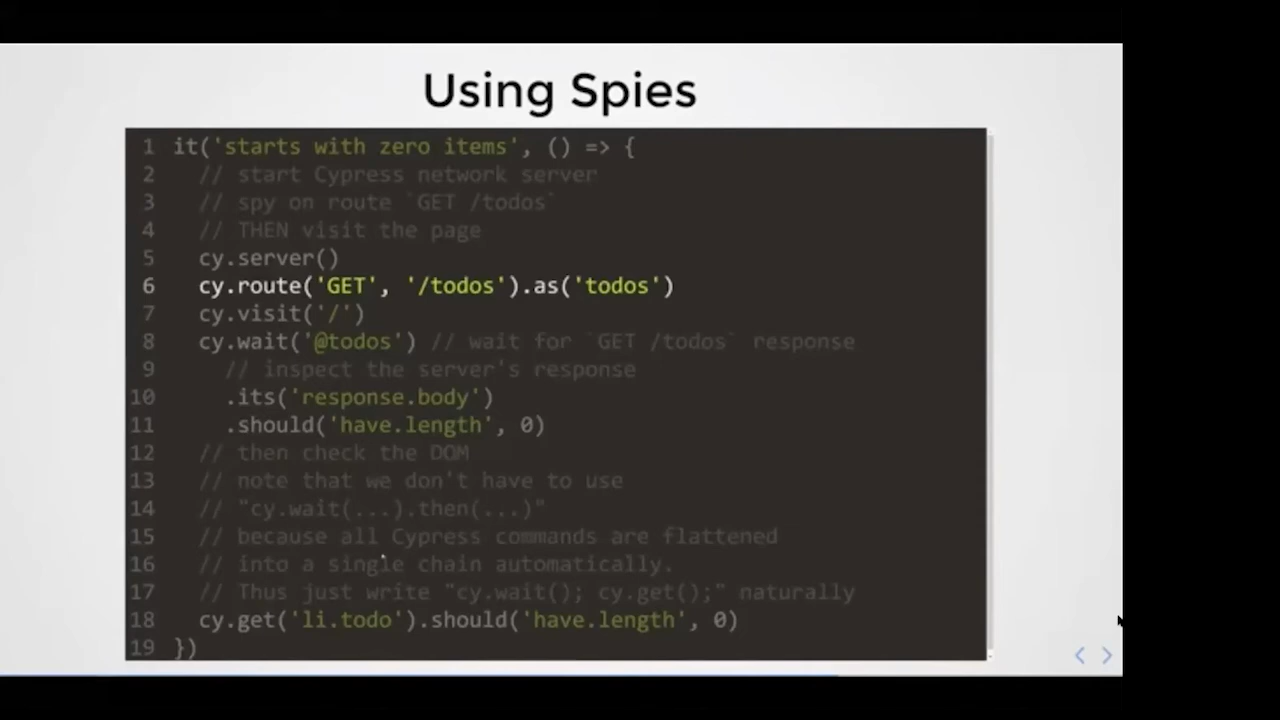 Using Spies
1 it('starts with zero items', () => {
2   // start Cypress network server
3   // spy on route `GET /todos`
4   // THEN visit the page
5   cy.server()
6   cy.route('GET', '/todos').as('todos')
7   cy.visit('/')
8   cy.wait('@todos') // wait for `GET /todos` response
9     // inspect the server's response
10     .its('response.body')
11     .should('have.length', 0)
12   // then check the DOM
13   // note that we don't have to use
14   // "cy.wait(...).then(...)"
15   // because all Cypress commands are flattened
16   // into a single chain automatically.
17   // Thus just write "cy.wait(); cy.get();" naturally
18   cy.get('li.todo').should('have.length', 0)
19 })